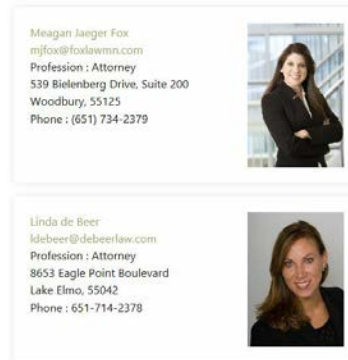 Meagan Jaeger Fox
mjfox@foxlawmn.com
Profession : Attorney
539 Bielenberg Drive, Suite 200
Woodbury, 55125
Phone : (651) 734-2379
Linda de Beer
ldebeer@debeerlaw.com
Profession : Attorney
8653 Eagle Point Boulevard
Lake Elmo, 55042
Phone : 651-714-2378